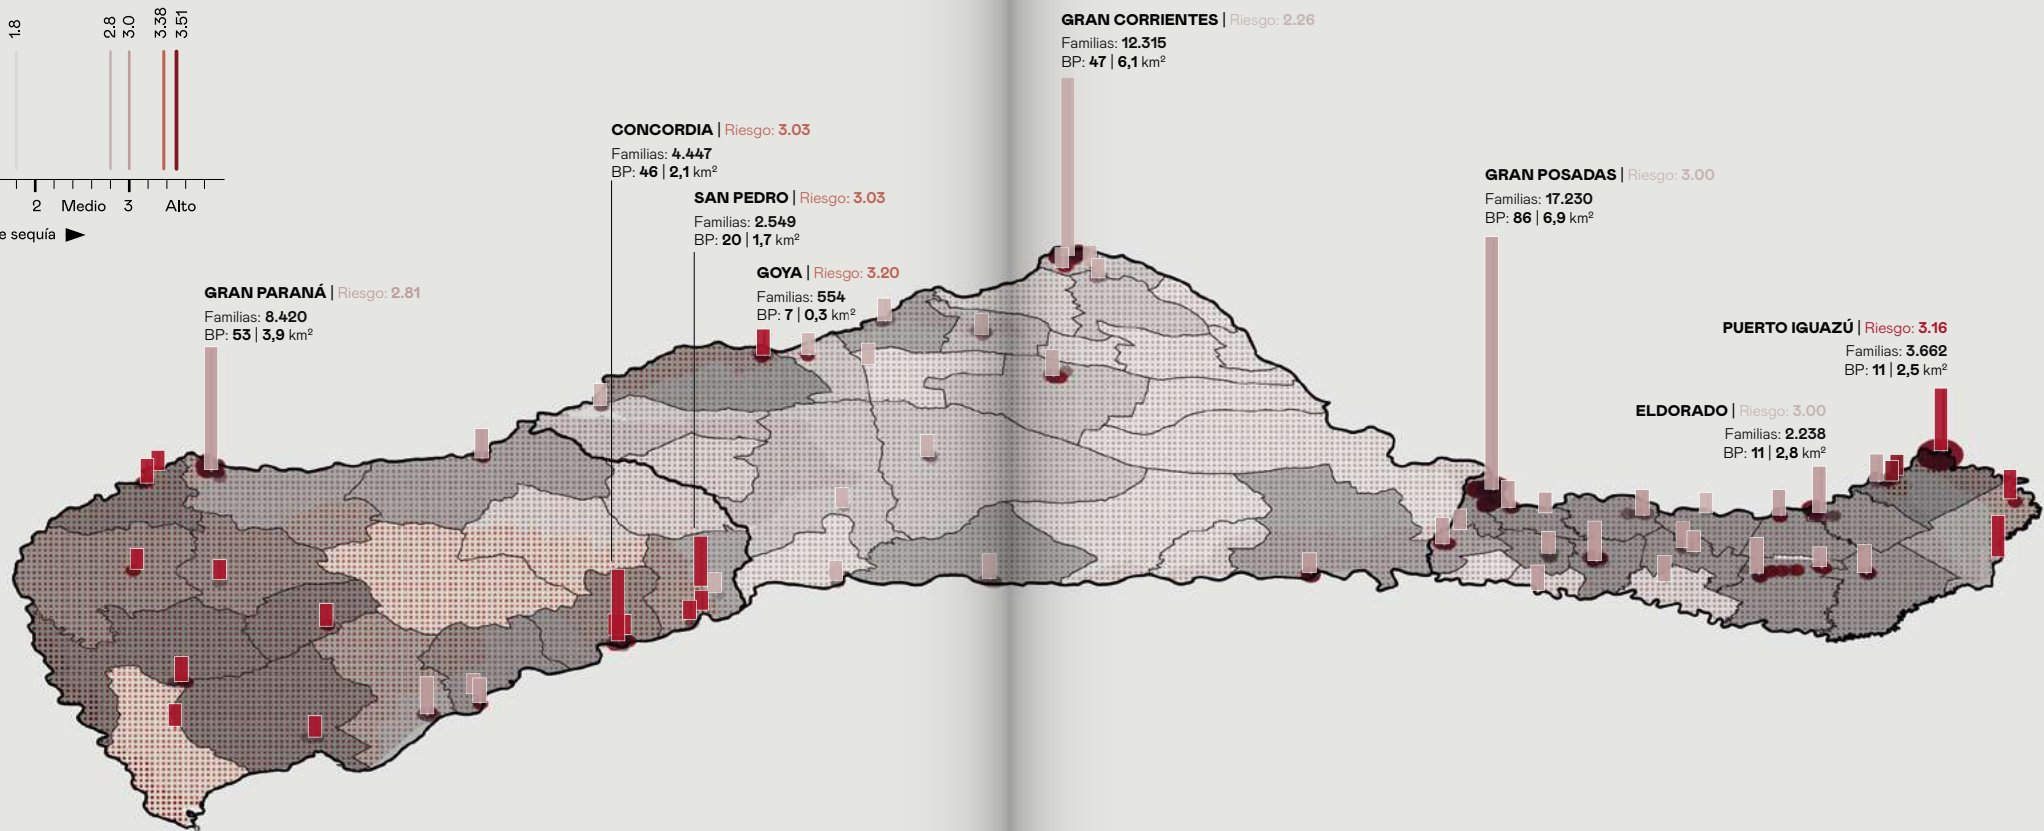 1.8
2.8
3.0
3.38
3.51
2 Medio 3 Alto
e sequía
GRAN CORRIENTES | Riesgo: 2.26
Familias: 12.315
BP: 47 | 6,1 km²
CONCORDIA | Riesgo: 3.03
Familias: 4.447
BP: 46 | 2,1 km²
SAN PEDRO | Riesgo: 3.03
Familias: 2.549
BP: 20 | 1,7 km²
GRAN POSADAS | Riesgo: 3.00
Familias: 17.230
BP: 86 | 6,9 km²
GOYA | Riesgo: 3.20
Familias: 554
BP: 7 | 0,3 km²
GRAN PARANÁ | Riesgo: 2.81
Familias: 8.420
BP: 53 | 3,9 km²
PUERTO IGUAZÚ | Riesgo: 3.16
Familias: 3.662
BP: 11 | 2,5 km²
ELDORADO | Riesgo: 3.00
Familias: 2.238
BP: 11 | 2,8 km²